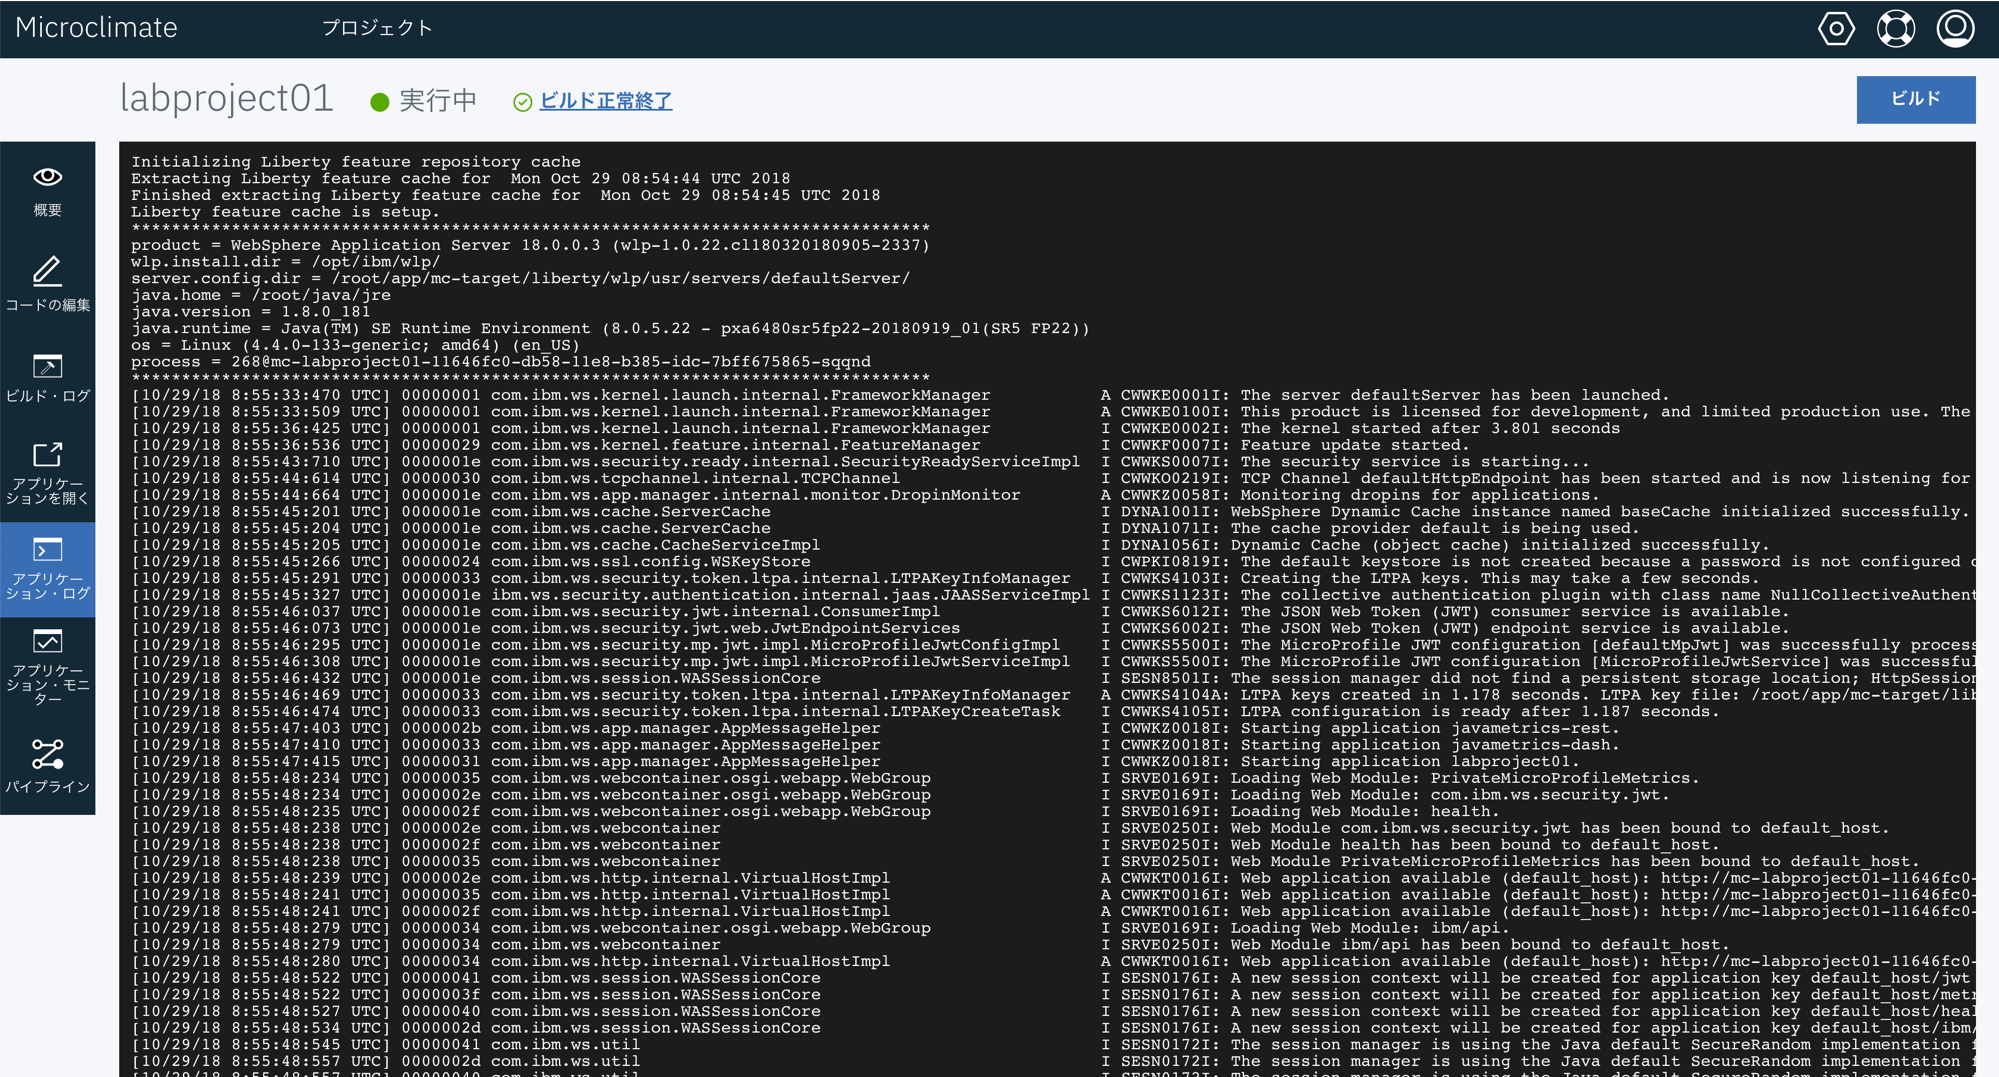 Microclimate
プロジェクト
labproject01
実行中
ビルド正常終了
ビルド
概要
コードの編集
ビルド・ログ
アプリケー
ションを開く
アプリケー
ション・ログ
アプリケー
ション・モニ
ター
パイプライン
Initializing Liberty feature repository cache
Extracting Liberty feature cache for  Mon Oct 29 08:54:44 UTC 2018
Finished extracting Liberty feature cache for  Mon Oct 29 08:54:45 UTC 2018
Liberty feature cache is setup.
********************************************************************************
product = WebSphere Application Server 18.0.0.3 (wlp-1.0.22.cl180320180905-2337)
wlp.install.dir = /opt/ibm/wlp/
server.config.dir = /root/app/mc-target/liberty/wlp/usr/servers/defaultServer/
java.home = /root/java/jre
java.version = 1.8.0_181
java.runtime = Java(TM) SE Runtime Environment (8.0.5.22 - pxa6480sr5fp22-20180919_01(SR5 FP22))
os = Linux (4.4.0-133-generic; amd64) (en_US)
process = 268@mc-labproject01-11646fc0-db58-11e8-b385-idc-7bff675865-sqqnd
********************************************************************************
[10/29/18 8:55:33:470 UTC] 00000001 com.ibm.ws.kernel.launch.internal.FrameworkManager A CWWKE0001I: The server defaultServer has been launched.
[10/29/18 8:55:33:509 UTC] 00000001 com.ibm.ws.kernel.launch.internal.FrameworkManager A CWWKE0100I: This product is licensed for development, and limited production use. The
[10/29/18 8:55:36:425 UTC] 00000001 com.ibm.ws.kernel.launch.internal.FrameworkManager I CWWKE0002I: The kernel started after 3.801 seconds
[10/29/18 8:55:36:536 UTC] 00000029 com.ibm.ws.kernel.feature.internal.FeatureManager I CWWKF0007I: Feature update started.
[10/29/18 8:55:43:710 UTC] 0000001e com.ibm.ws.security.ready.internal.SecurityReadyServiceImpl I CWWKS0007I: The security service is starting...
[10/29/18 8:55:44:614 UTC] 00000030 com.ibm.ws.tcpchannel.internal.TCPChannel I CWWKO0219I: TCP Channel defaultHttpEndpoint has been started and is now listening for
[10/29/18 8:55:44:664 UTC] 0000001e com.ibm.ws.app.manager.internal.monitor.DropinMonitor A CWWKZ0058I: Monitoring dropins for applications.
[10/29/18 8:55:45:201 UTC] 0000001e com.ibm.ws.cache.ServerCache I DYNA1001I: WebSphere Dynamic Cache instance named baseCache initialized successfully.
[10/29/18 8:55:45:204 UTC] 0000001e com.ibm.ws.cache.ServerCache I DYNA1071I: The cache provider default is being used.
[10/29/18 8:55:45:205 UTC] 0000001e com.ibm.ws.cache.CacheServiceImpl I DYNA1056I: Dynamic Cache (object cache) initialized successfully.
[10/29/18 8:55:45:266 UTC] 00000024 com.ibm.ws.ssl.config.WSKeyStore I CWPKI0819I: The default keystore is not created because a password is not configured
[10/29/18 8:55:45:291 UTC] 00000033 com.ibm.ws.security.token.ltpa.internal.LTPAKeyInfoManager I CWWKS4103I: Creating the LTPA keys. This may take a few seconds.
[10/29/18 8:55:45:327 UTC] 0000001e ibm.ws.security.authentication.internal.jaas.JAASServiceImpl I CWWKS1123I: The collective authentication plugin with class name NullCollectiveAuthent
[10/29/18 8:55:46:037 UTC] 0000001e com.ibm.ws.security.jwt.internal.ConsumerImpl I CWWKS6012I: The JSON Web Token (JWT) consumer service is available.
[10/29/18 8:55:46:073 UTC] 0000001e com.ibm.ws.security.jwt.web.JwtEndpointServices I CWWKS6002I: The JSON Web Token (JWT) endpoint service is available.
[10/29/18 8:55:46:295 UTC] 0000001e com.ibm.ws.security.mp.jwt.impl.MicroProfileJwtConfigImpl I CWWKS5500I: The MicroProfile JWT configuration [defaultMpJwt] was successfully process
[10/29/18 8:55:46:308 UTC] 0000001e com.ibm.ws.security.mp.jwt.impl.MicroProfileJwtServiceImpl I CWWKS5500I: The MicroProfile JWT configuration [MicroProfileJwtService] was successful
[10/29/18 8:55:46:432 UTC] 0000001e com.ibm.ws.session.WASSessionCore I SESN8501I: The session manager did not find a persistent storage location; HttpSession
[10/29/18 8:55:46:469 UTC] 00000033 com.ibm.ws.security.token.ltpa.internal.LTPAKeyInfoManager A CWWKS4104A: LTPA keys created in 1.178 seconds. LTPA key file: /root/app/mc-target/lib
[10/29/18 8:55:46:474 UTC] 00000033 com.ibm.ws.security.token.ltpa.internal.LTPAKeyCreateTask I CWWKS4105I: LTPA configuration is ready after 1.187 seconds.
[10/29/18 8:55:47:403 UTC] 0000002b com.ibm.ws.app.manager.AppMessageHelper I CWWKZ0018I: Starting application javametrics-rest.
[10/29/18 8:55:47:410 UTC] 00000033 com.ibm.ws.app.manager.AppMessageHelper I CWWKZ0018I: Starting application javametrics-dash.
[10/29/18 8:55:47:415 UTC] 00000031 com.ibm.ws.app.manager.AppMessageHelper I CWWKZ0018I: Starting application labproject01.
[10/29/18 8:55:48:234 UTC] 00000035 com.ibm.ws.webcontainer.osgi.webapp.WebGroup I SRVE0169I: Loading Web Module: PrivateMicroProfileMetrics.
[10/29/18 8:55:48:234 UTC] 0000002e com.ibm.ws.webcontainer.osgi.webapp.WebGroup I SRVE0169I: Loading Web Module: com.ibm.ws.security.jwt.
[10/29/18 8:55:48:235 UTC] 0000002f com.ibm.ws.webcontainer.osgi.webapp.WebGroup I SRVE0169I: Loading Web Module: health.
[10/29/18 8:55:48:238 UTC] 0000002e com.ibm.ws.webcontainer I SRVE0250I: Web Module com.ibm.ws.security.jwt has been bound to default_host.
[10/29/18 8:55:48:238 UTC] 0000002f com.ibm.ws.webcontainer I SRVE0250I: Web Module health has been bound to default_host.
[10/29/18 8:55:48:238 UTC] 00000035 com.ibm.ws.webcontainer I SRVE0250I: Web Module PrivateMicroProfileMetrics has been bound to default_host.
[10/29/18 8:55:48:239 UTC] 0000002e com.ibm.ws.http.internal.VirtualHostImpl A CWWKT0016I: Web application available (default_host): http://mc-labproject01-11646fc0-
[10/29/18 8:55:48:241 UTC] 00000035 com.ibm.ws.http.internal.VirtualHostImpl A CWWKT0016I: Web application available (default_host): http://mc-labproject01-11646fc0-
[10/29/18 8:55:48:241 UTC] 0000002f com.ibm.ws.http.internal.VirtualHostImpl A CWWKT0016I: Web application available (default_host): http://mc-labproject01-11646fc0-
[10/29/18 8:55:48:279 UTC] 00000034 com.ibm.ws.webcontainer.osgi.webapp.WebGroup I SRVE0169I: Loading Web Module: ibm/api.
[10/29/18 8:55:48:279 UTC] 00000034 com.ibm.ws.webcontainer I SRVE0250I: Web Module ibm/api has been bound to default_host.
[10/29/18 8:55:48:280 UTC] 00000034 com.ibm.ws.http.internal.VirtualHostImpl A CWWKT0016I: Web application available (default_host): http://mc-labproject01-11646fc0-
[10/29/18 8:55:48:522 UTC] 00000041 com.ibm.ws.session.WASSessionCore I SESN0176I: A new session context will be created for application key default_host/jwt
[10/29/18 8:55:48:522 UTC] 0000003f com.ibm.ws.session.WASSessionCore I SESN0176I: A new session context will be created for application key default_host/metr
[10/29/18 8:55:48:527 UTC] 00000040 com.ibm.ws.session.WASSessionCore I SESN0176I: A new session context will be created for application key default_host/heal
[10/29/18 8:55:48:534 UTC] 0000002d com.ibm.ws.session.WASSessionCore I SESN0176I: A new session context will be created for application key default_host/ibm/
[10/29/18 8:55:48:545 UTC] 00000041 com.ibm.ws.util I SESN0172I: The session manager is using the Java default SecureRandom implementation
[10/29/18 8:55:48:557 UTC] 0000002d com.ibm.ws.util I SESN0172I: The session manager is using the Java default SecureRandom implementation